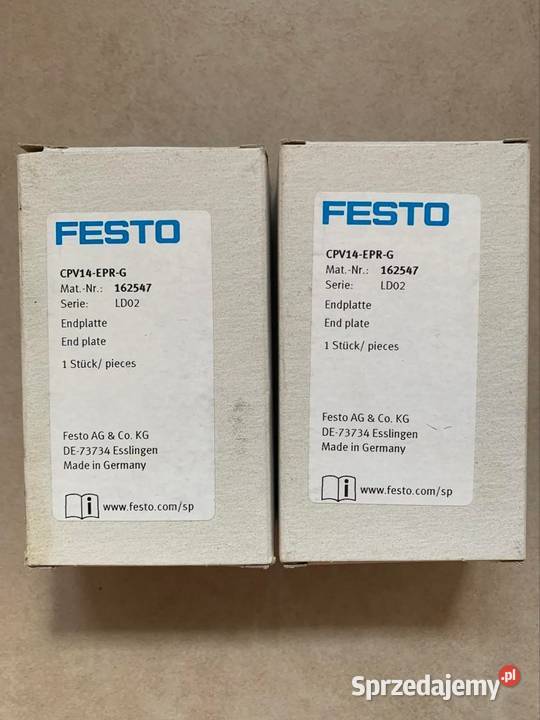 FESTO
CPV14-EPR-G
Mat.-Nr.: 162547
Serie: LD02
Endplatte
End plate
1 Stück/ pieces
Festo AG & Co. KG
DE-73734 Esslingen
Made in Germany
i www.festo.com/sp
FESTO
CPV14-EPR-G
Mat.-Nr.: 162547
Serie: LD02
Endplatte
End plate
1 Stück/ pieces
Festo AG & Co. KG
DE-73734 Esslingen
Made in Germany
i www.festo.com/sp
Sprzedajemy.pl